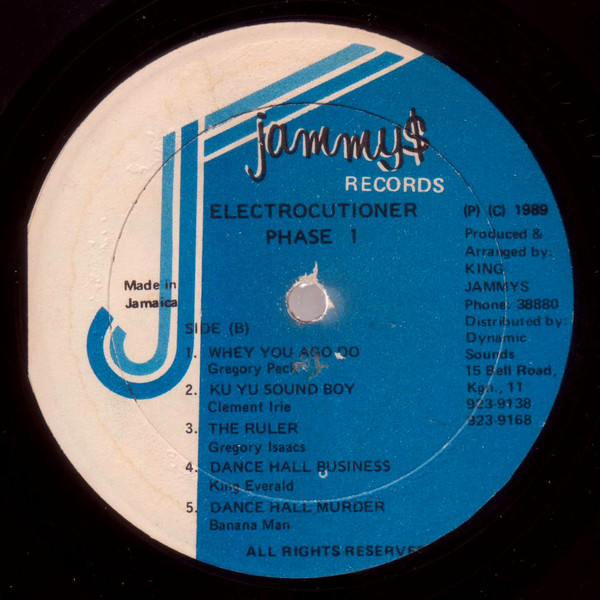 jammy$
RECORDS
ELECTROCUTIONER
PHASE 1
(P) (C) 1989
Produced &
Arranged by:
KING
JAMMYS
Phone 38880
Distributed by:
Dynamic
Sounds
15 Bell Road,
Kgn., 11
923-9138
923-9168
Made in
Jamaica
SIDE (B)
1. WHEY YOU AGO DO
Gregory Peck
2. KU YU SOUND BOY
Clement Irie
3. THE RULER
Gregory Isaacs
4. DANCE HALL BUSINESS
King Everald
5. DANCE HALL MURDER
Banana Man
ALL RIGHTS RESERVE